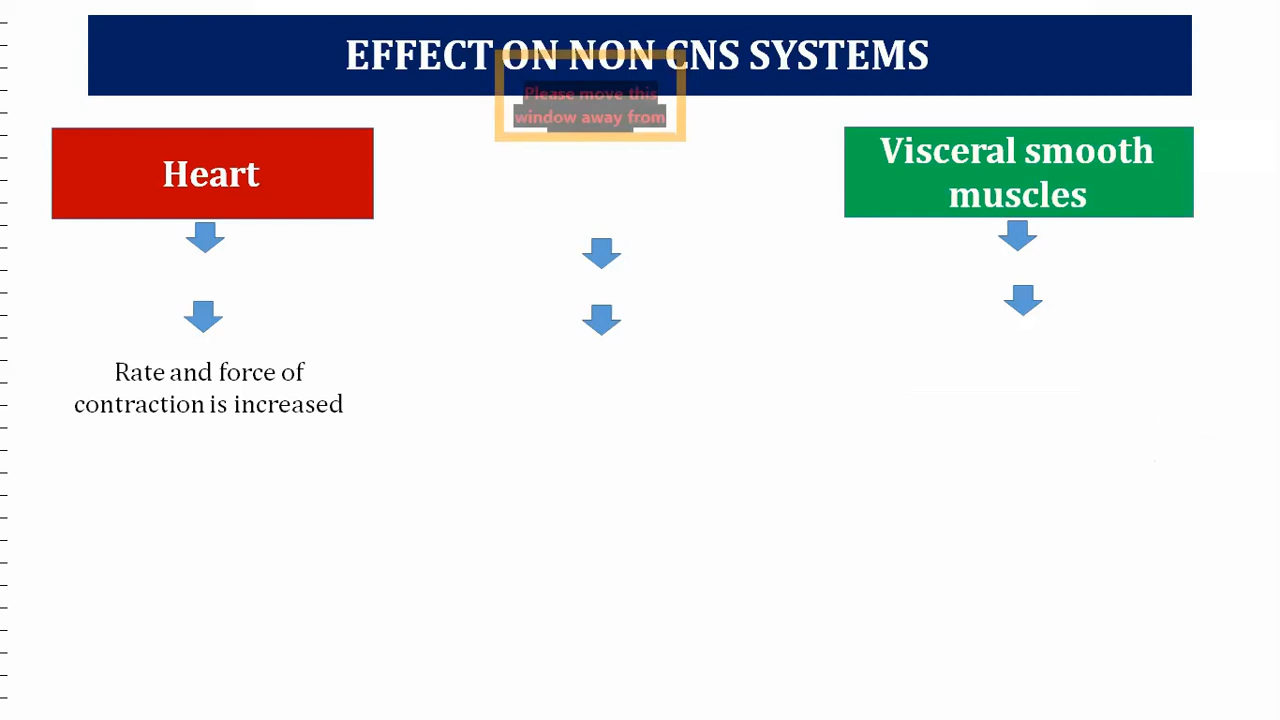 EFFECT ON NON CNS SYSTEMS
Please move this
window away from
Heart
Visceral smooth
muscles
Rate and force of
contraction is increased